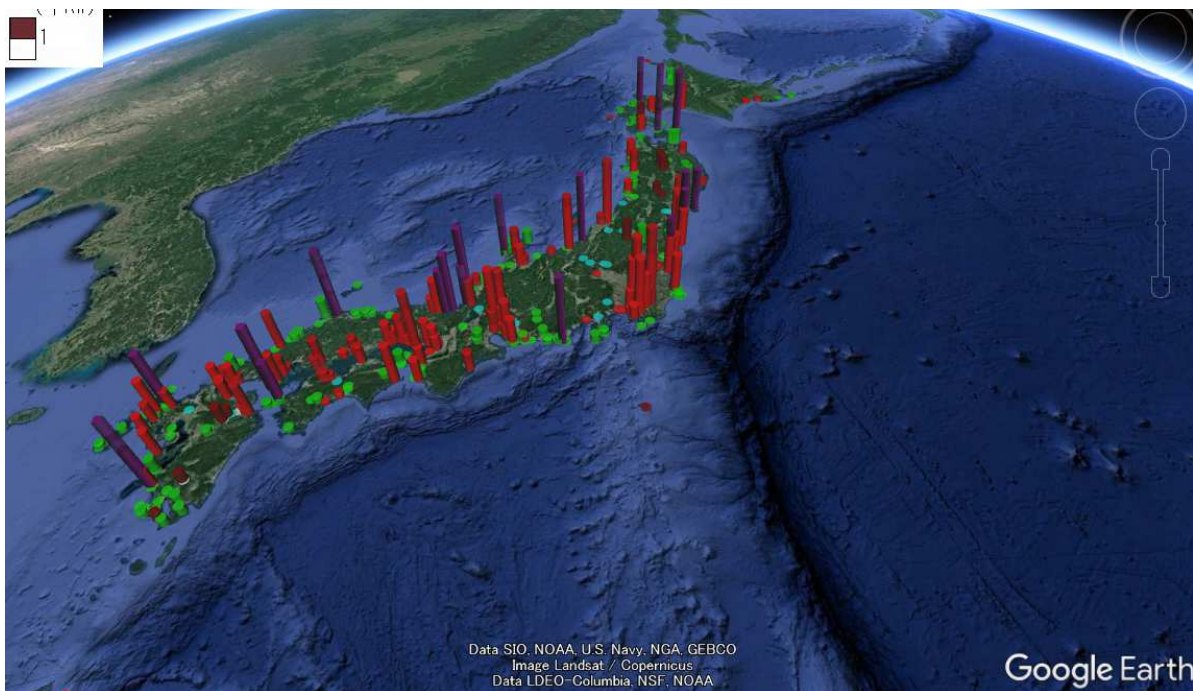 1
Data SIO, NOAA, U.S. Navy, NGA, GEBCO
Image Landsat / Copernicus
Data LDEO-Columbia, NSF, NOAA
Google Earth